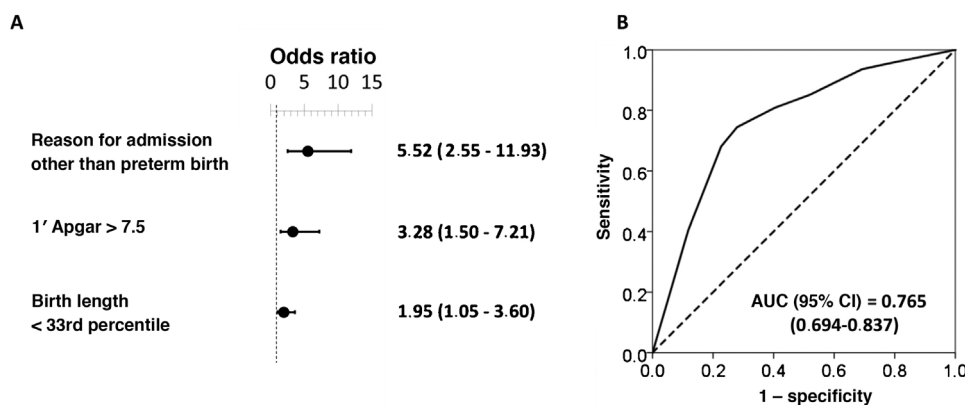 A
Odds ratio
0 5 10 15
Reason for admission
other than preterm birth
5.52 (2.55 - 11.93)
1′ Apgar > 7.5
3.28 (1.50 - 7.21)
Birth length
< 33rd percentile
1.95 (1.05 - 3.60)
B
Sensitivity
1.0
0.8
0.6
0.4
0.2
0.0
AUC (95% CI) = 0.765
(0.694-0.837)
0.0 0.2 0.4 0.6 0.8 1.0
1 – specificity